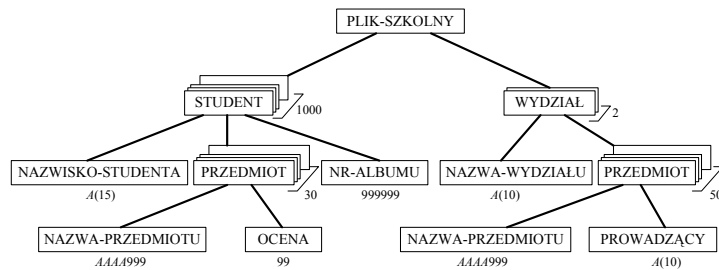 PLIK-SZKOLNY
STUDENT
1000
WYDZIAŁ
2
NAZWISKO-STUDENTA
A(15)
PRZEDMIOT
30
NR-ALBUMU
999999
NAZWA-WYDZIAŁU
A(10)
PRZEDMIOT
50
NAZWA-PRZEDMIOTU
AAAA999
OCENA
99
NAZWA-PRZEDMIOTU
AAAA999
PROWADZĄCY
A(10)